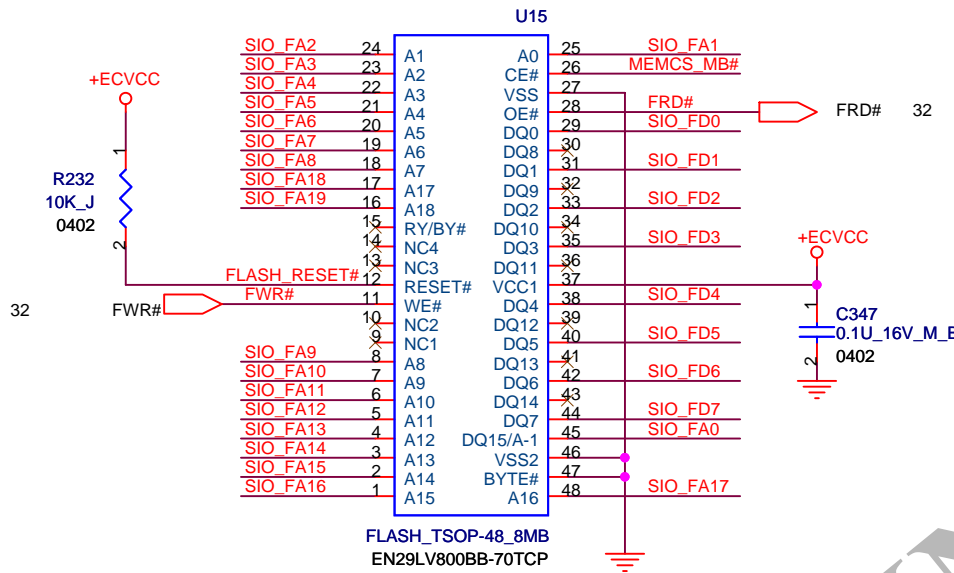 U15
SIO_FA2 24 A1 A0 25 SIO_FA1
SIO_FA3 23 A2 CE# 26 MEMCS_MB#
SIO_FA4 22 A3 VSS 27
SIO_FA5 21 A4 OE# 28 FRD# FRD# 32
SIO_FA6 20 A5 DQ0 29 SIO_FD0
SIO_FA7 19 A6 DQ8 30
SIO_FA8 18 A7 DQ1 31 SIO_FD1
SIO_FA18 17 A17 DQ9 32
SIO_FA19 16 A18 DQ2 33 SIO_FD2
15 RY/BY# DQ10 34
14 NC4 DQ3 35 SIO_FD3
13 NC3 DQ11 36
FLASH_RESET# 12 RESET# VCC1 37
32 FWR# FWR# 11 WE# DQ4 38 SIO_FD4
10 NC2 DQ12 39
9 NC1 DQ5 40 SIO_FD5
SIO_FA9 8 A8 DQ13 41
SIO_FA10 7 A9 DQ6 42 SIO_FD6
SIO_FA11 6 A10 DQ14 43
SIO_FA12 5 A11 DQ7 44 SIO_FD7
SIO_FA13 4 A12 DQ15/A-1 45 SIO_FA0
SIO_FA14 3 A13 VSS2 46
SIO_FA15 2 A14 BYTE# 47
SIO_FA16 1 A15 A16 48 SIO_FA17
FLASH_TSOP-48_8MB
EN29LV800BB-70TCP
+ECVCC
1
R232
10K_J
0402
2
+ECVCC
1
C347
0.1U_16V_M_B
0402
2